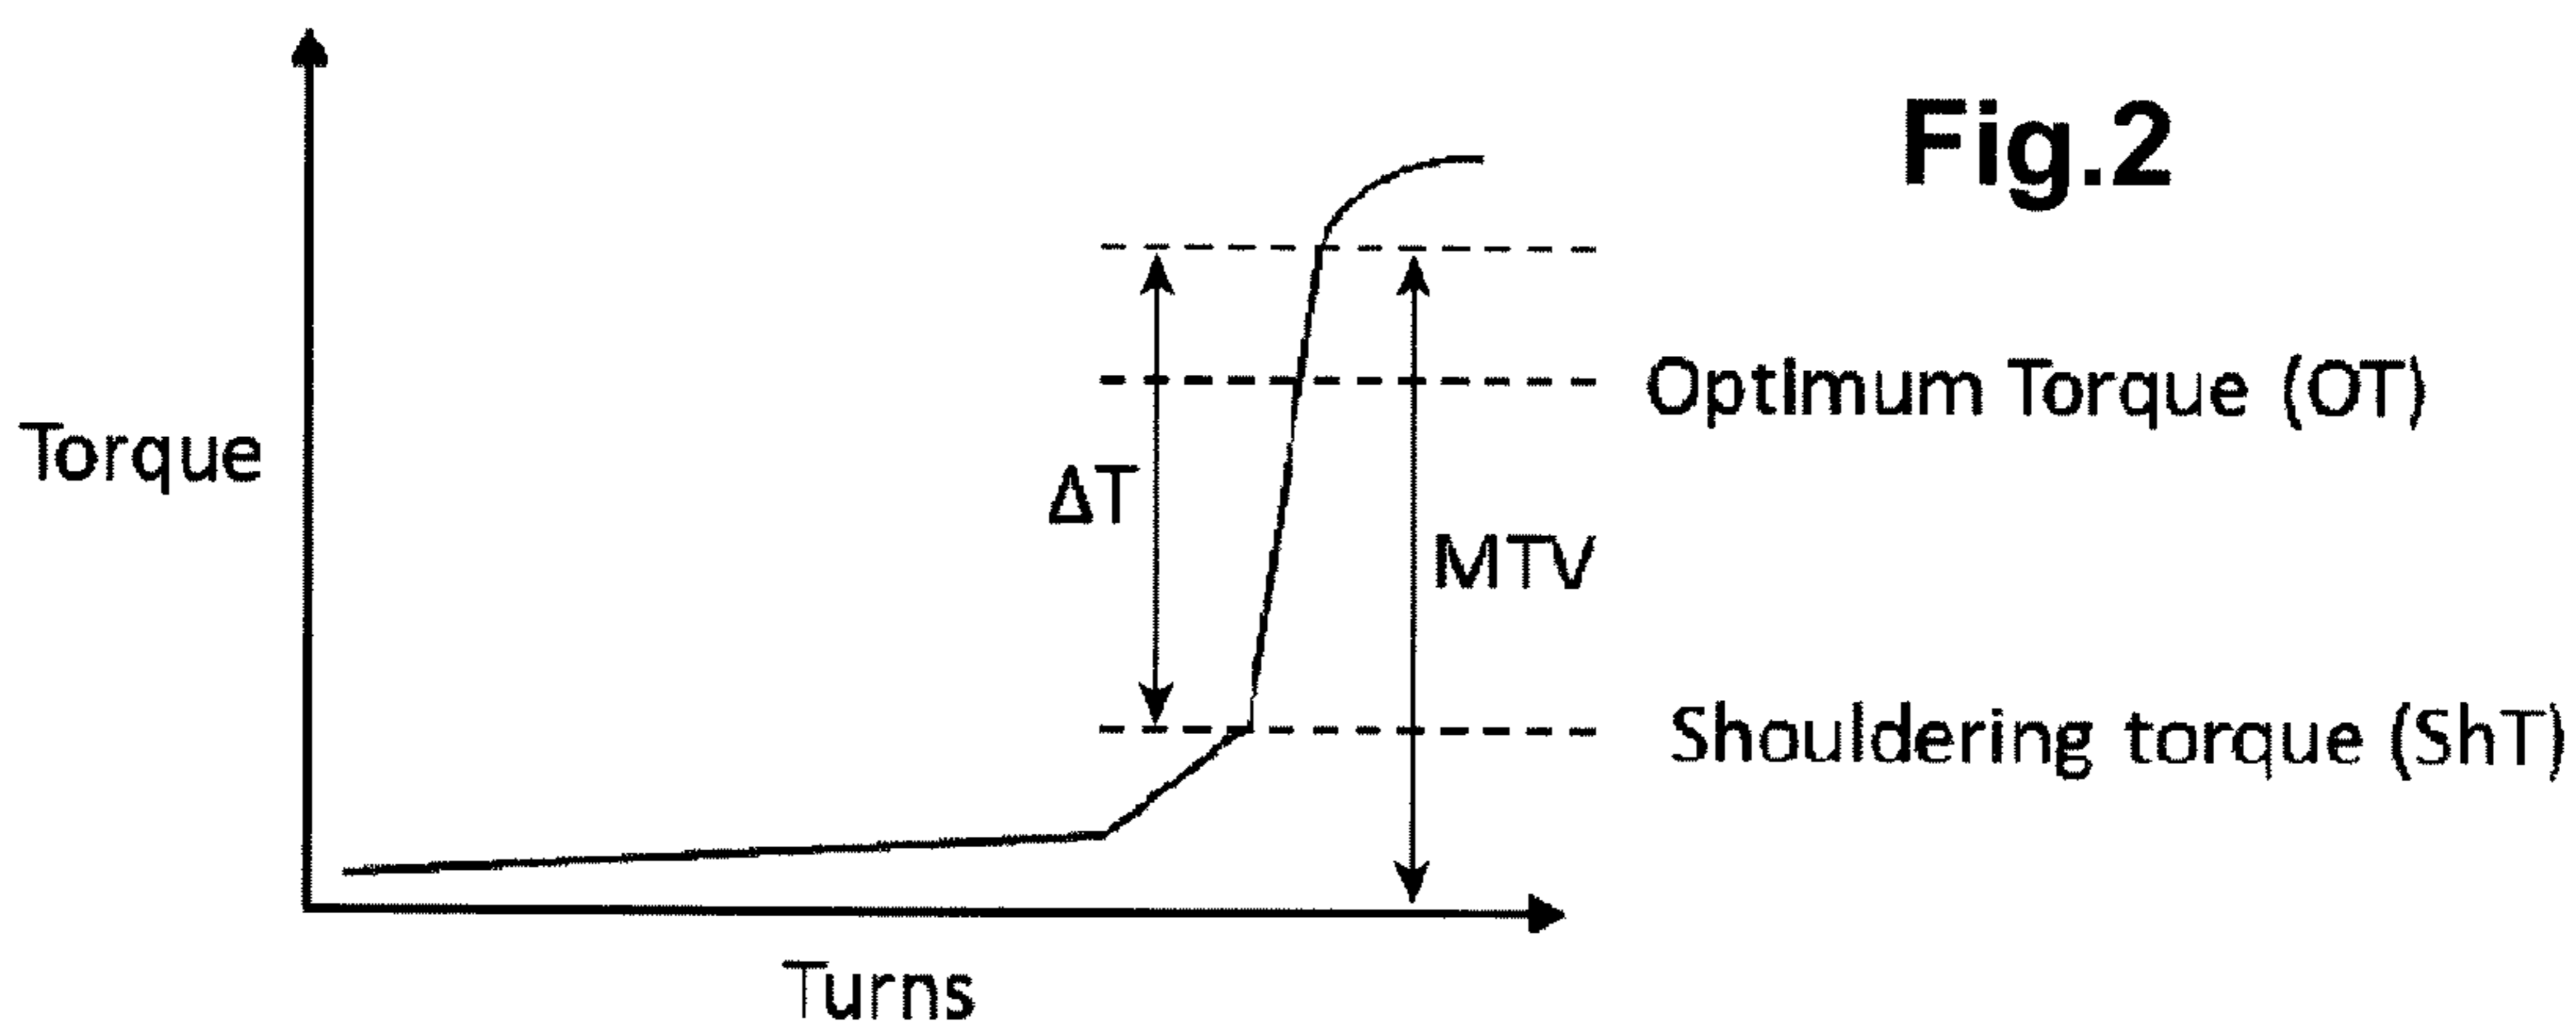 Fig.2
Optimum Torque (OT)
Torque
ΔT
MTV
Shouldering torque (ShT)
Turns